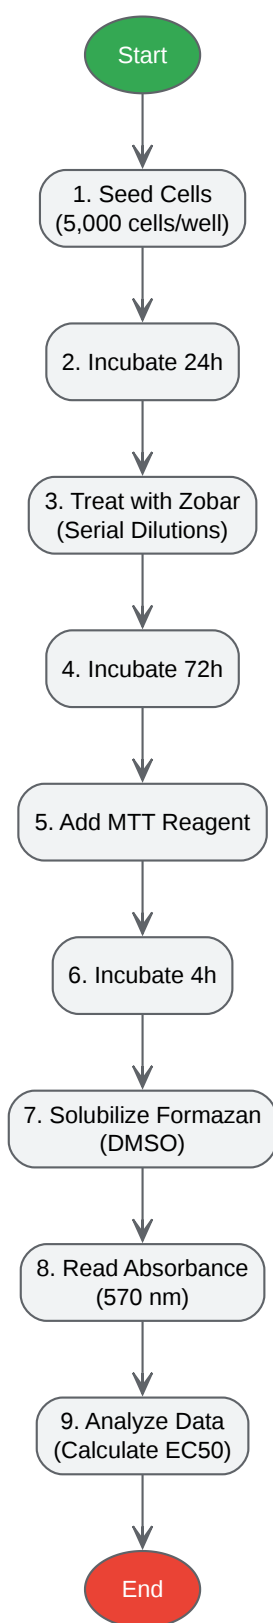 Start
1. Seed Cells
(5,000 cells/well)
2. Incubate 24h
3. Treat with Zobar
(Serial Dilutions)
4. Incubate 72h
5. Add MTT Reagent
6. Incubate 4h
7. Solubilize Formazan
(DMSO)
8. Read Absorbance
(570 nm)
9. Analyze Data
(Calculate EC50)
End